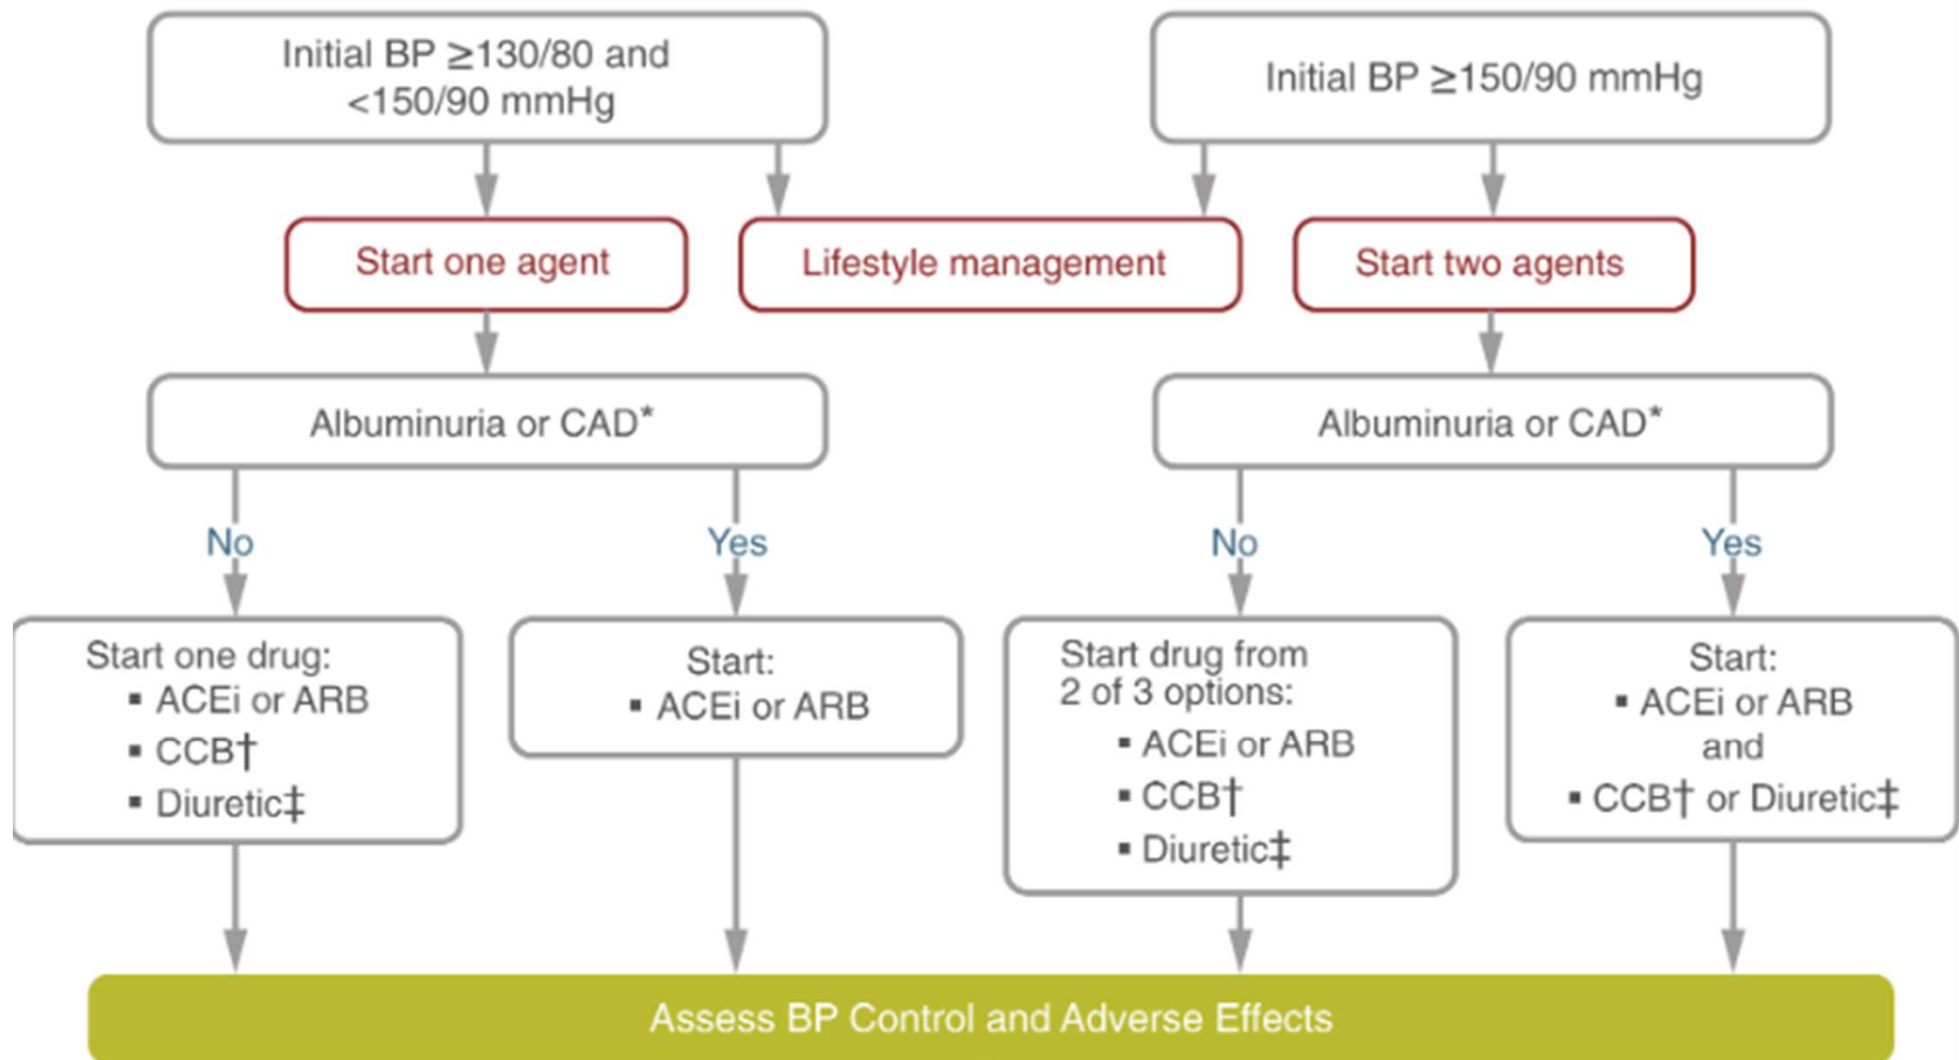 Initial BP ≥130/80 and
<150/90 mmHg
Initial BP ≥150/90 mmHg
Start one agent
Lifestyle management
Start two agents
Albuminuria or CAD*
Albuminuria or CAD*
No
Yes
No
Yes
Start one drug:
▪ ACEi or ARB
▪ CCB†
▪ Diuretic‡
Start:
▪ ACEi or ARB
Start drug from
2 of 3 options:
▪ ACEi or ARB
▪ CCB†
▪ Diuretic‡
Start:
▪ ACEi or ARB
and
▪ CCB† or Diuretic‡
Assess BP Control and Adverse Effects